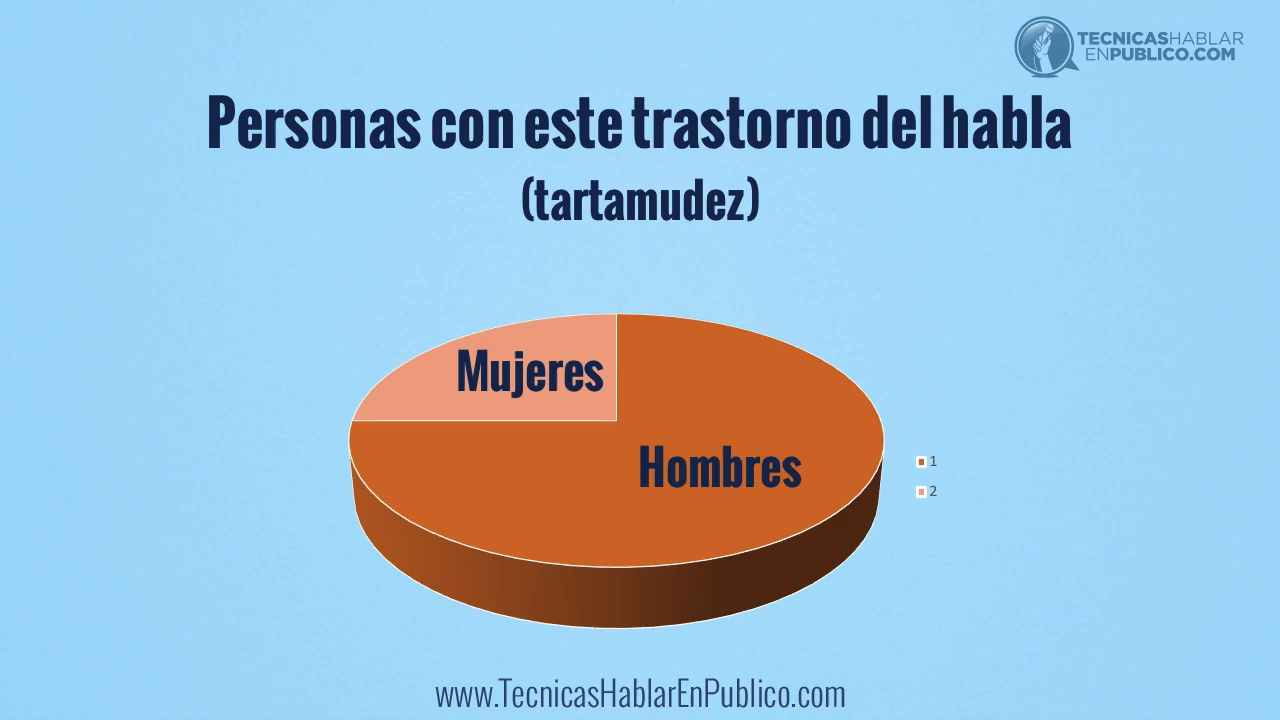 TECNICASHABLAR
ENPUBLICO.COM
Personas con este trastorno del habla
(tartamudez)
Mujeres
Hombres
1
2
www.TecnicasHablarEnPublico.com